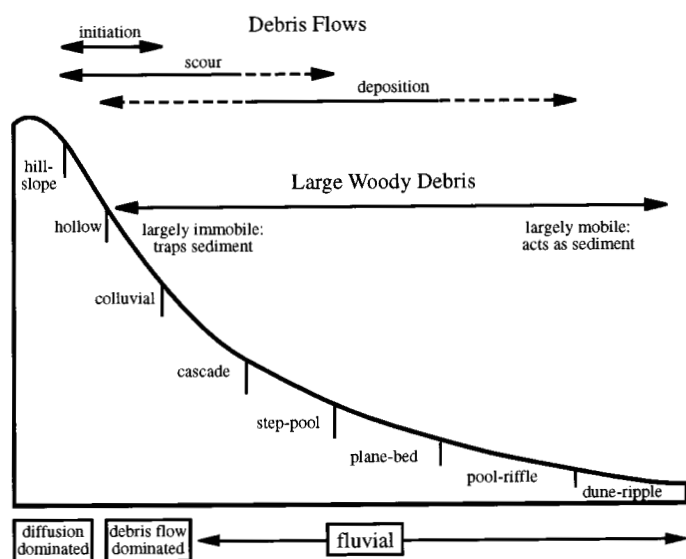 Debris Flows
initiation
scour
deposition
hill-
slope
Large Woody Debris
hollow
largely immobile:
traps sediment
largely mobile:
acts as sediment
colluvial
cascade
step-pool
plane-bed
pool-riffle
dune-ripple
diffusion
dominated
debris flow
dominated
fluvial